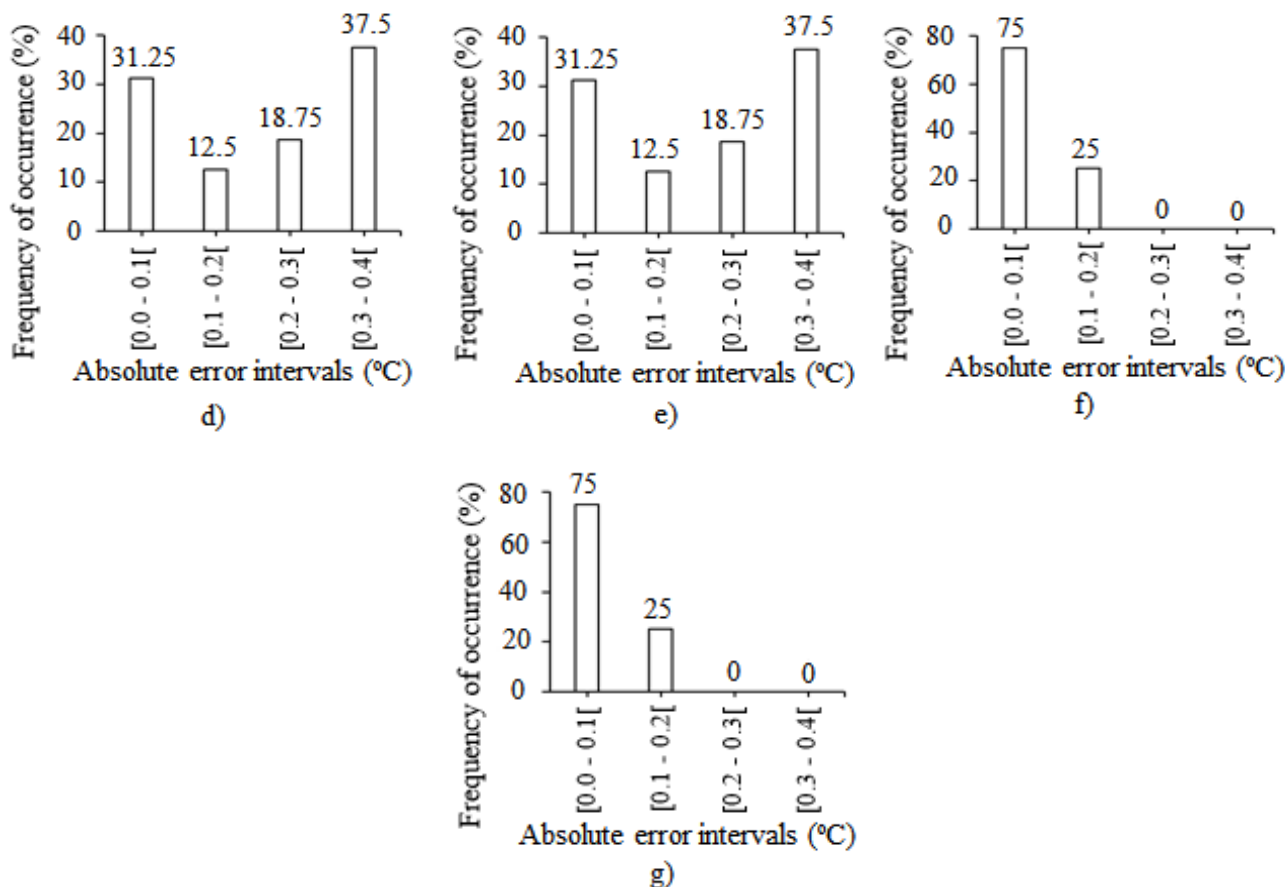 Frequency of occurrence (%)
40
30
20
10
0
31.25
12.5
18.75
37.5
[0.0 - 0.1[
[0.1 - 0.2[
[0.2 - 0.3[
[0.3 - 0.4[
Absolute error intervals (ºC)
d)
Frequency of occurrence (%)
40
30
20
10
0
31.25
12.5
18.75
37.5
[0.0 - 0.1[
[0.1 - 0.2[
[0.2 - 0.3[
[0.3 - 0.4[
Absolute error intervals (ºC)
e)
Frequency of occurrence (%)
80
60
40
20
0
75
25
0
0
[0.0 - 0.1[
[0.1 - 0.2[
[0.2 - 0.3[
[0.3 - 0.4[
Absolute error intervals (ºC)
f)
Frequency of occurrence (%)
80
60
40
20
0
75
25
0
0
[0.0 - 0.1[
[0.1 - 0.2[
[0.2 - 0.3[
[0.3 - 0.4[
Absolute error intervals (ºC)
g)